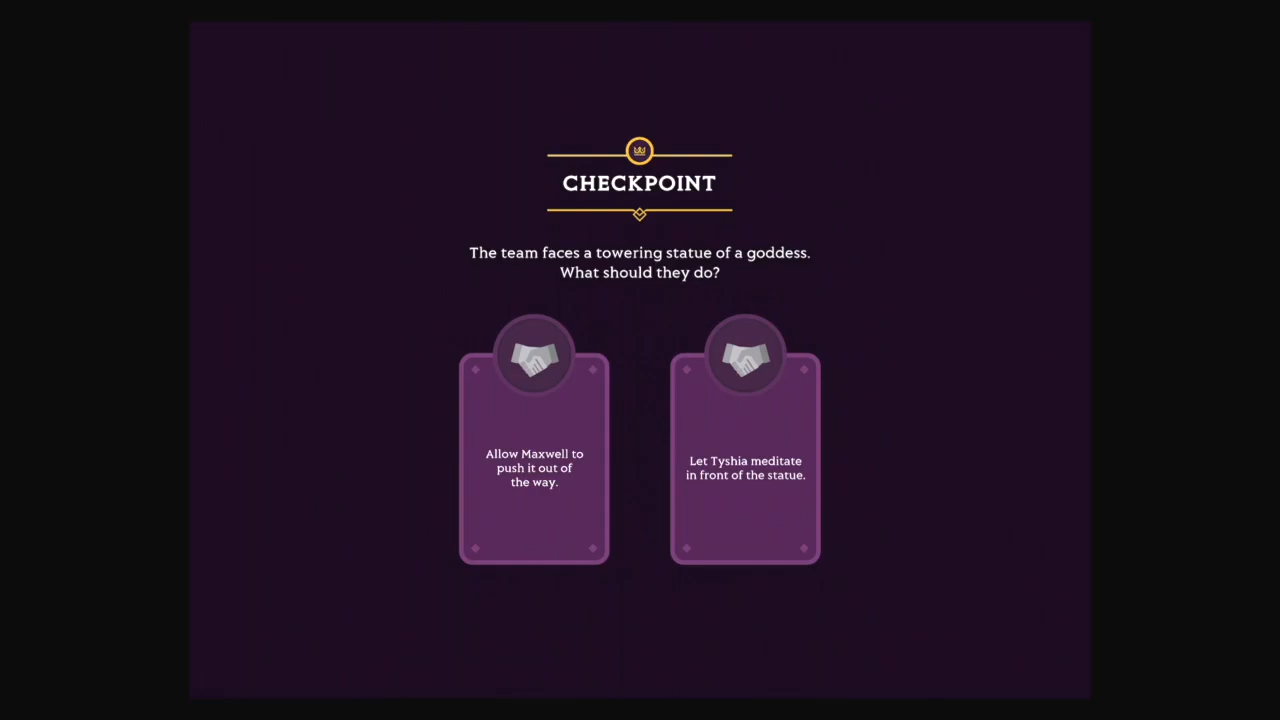 CHECKPOINT
The team faces a towering statue of a goddess.
What should they do?
Allow Maxwell to
push it out of
the way.
Let Tyshia meditate
in front of the statue.